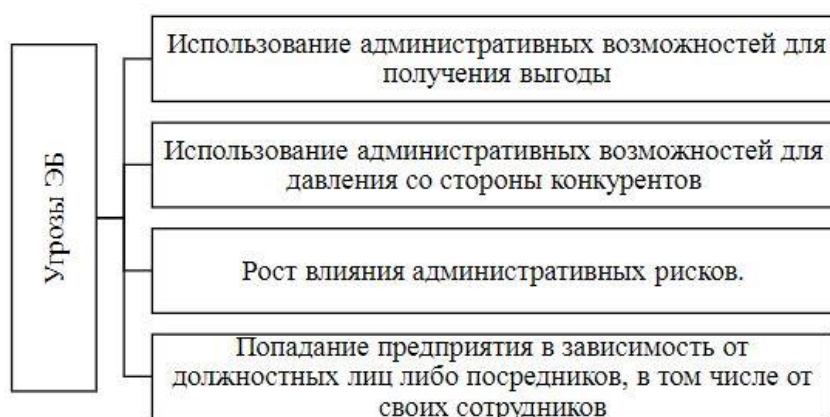 Угрозы ЭБ
Использование административных возможностей для
получения выгоды
Использование административных возможностей для
давления со стороны конкурентов
Рост влияния административных рисков.
Попадание предприятия в зависимость от
должностных лиц либо посредников, в том числе от
своих сотрудников